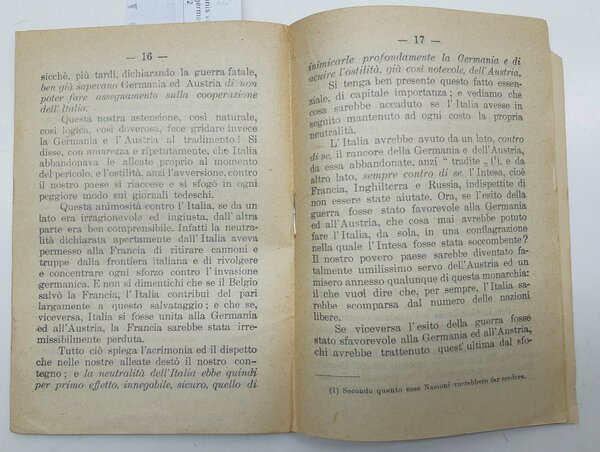 onis v
germa
2
— 16 —
sicchè, più tardi, dichiarando la guerra fatale,
ben già sapevano Germania ed Austria di non
poter fare assegnamento sulla cooperazione
dell'Italia.
Questa nostra astensione, così naturale,
così logica, così doverosa, fece gridare invece
la Germania e l'Austria al tradimento! Si
disse, con amarezza e ripetutamente, che l'Italia
abbandonava le alleate proprio al momento
del pericolo, e l'ostilità, anzi l'avversione, contro
il nostro paese si riaccese e si sfogò in ogni
peggiore modo sui giornali tedeschi.
Questa animosità contro l'Italia, se da un
lato era irragionevole ed ingiusta, dall'altra
parte era ben comprensibile. Infatti la neutra-
lità dichiarata apertamente dall'Italia aveva
permesso alla Francia di ritirare cannoni e
truppe dalla frontiera italiana e di rivolgere
e concentrare ogni sforzo contro l'invasione
germanica. E non si dimentichi che se il Belgio
salvò la Francia, l'Italia contribuì del pari
largamente a questo salvataggio; e che se,
viceversa, l'Italia si fosse unita alla Germania
ed all'Austria, la Francia sarebbe stata irre-
missibilmente perduta.
Tutto ciò spiega l'acrimonia ed il dispetto
che nelle nostre alleate destò il nostro con-
tegno; e la neutralità dell'Italia ebbe quindi
per primo effetto, innegabile, sicuro, quello di
— 17 —
inimicarle profondamente la Germania e di
acuire l'ostilità, già così notevole, dell'Austria.
Teniamo ben presente questo fatto essen-
ziale, di capitale importanza; e vediamo che
cosa sarebbe accaduto se l'Italia avesse in
seguito mantenuto ad ogni costo la propria
neutralità.
L'Italia avrebbe avuto da un lato, contro
di se, il rancore della Germania e dell'Austria,
da essa abbandonate, anzi " tradite „ (¹), e da
altro lato, sempre contro di se, l'Intesa, cioè
Francia, Inghilterra e Russia, indispettite di
non essere state aiutate. Ora, se l'esito della
guerra fosse stato favorevole alla Germania
ed all'Austria, che cosa mai avrebbe potuto
fare l'Italia, da sola, in una conflagrazione
nella quale l'Intesa fosse stata soccombente?
Il nostro povero paese sarebbe diventato fa-
talmente umilissimo servo dell'Austria ed un
misero annesso qualunque di questa monarchia:
il che vuol dire che, per sempre, l'Italia sa-
rebbe scomparsa dal numero delle nazioni
libere.
Se viceversa l'esito della guerra fosse
stato sfavorevole alla Germania ed all'Austria,
chi avrebbe trattenuto quest'ultima dal sfo-
(1) Secondo quanto esse Nazioni vorrebbero far credere.